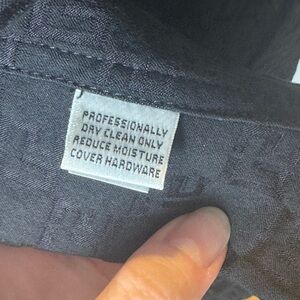 PROFESSIONALLY
DRY CLEAN ONLY
REDUCE MOISTURE
COVER HARDWARE